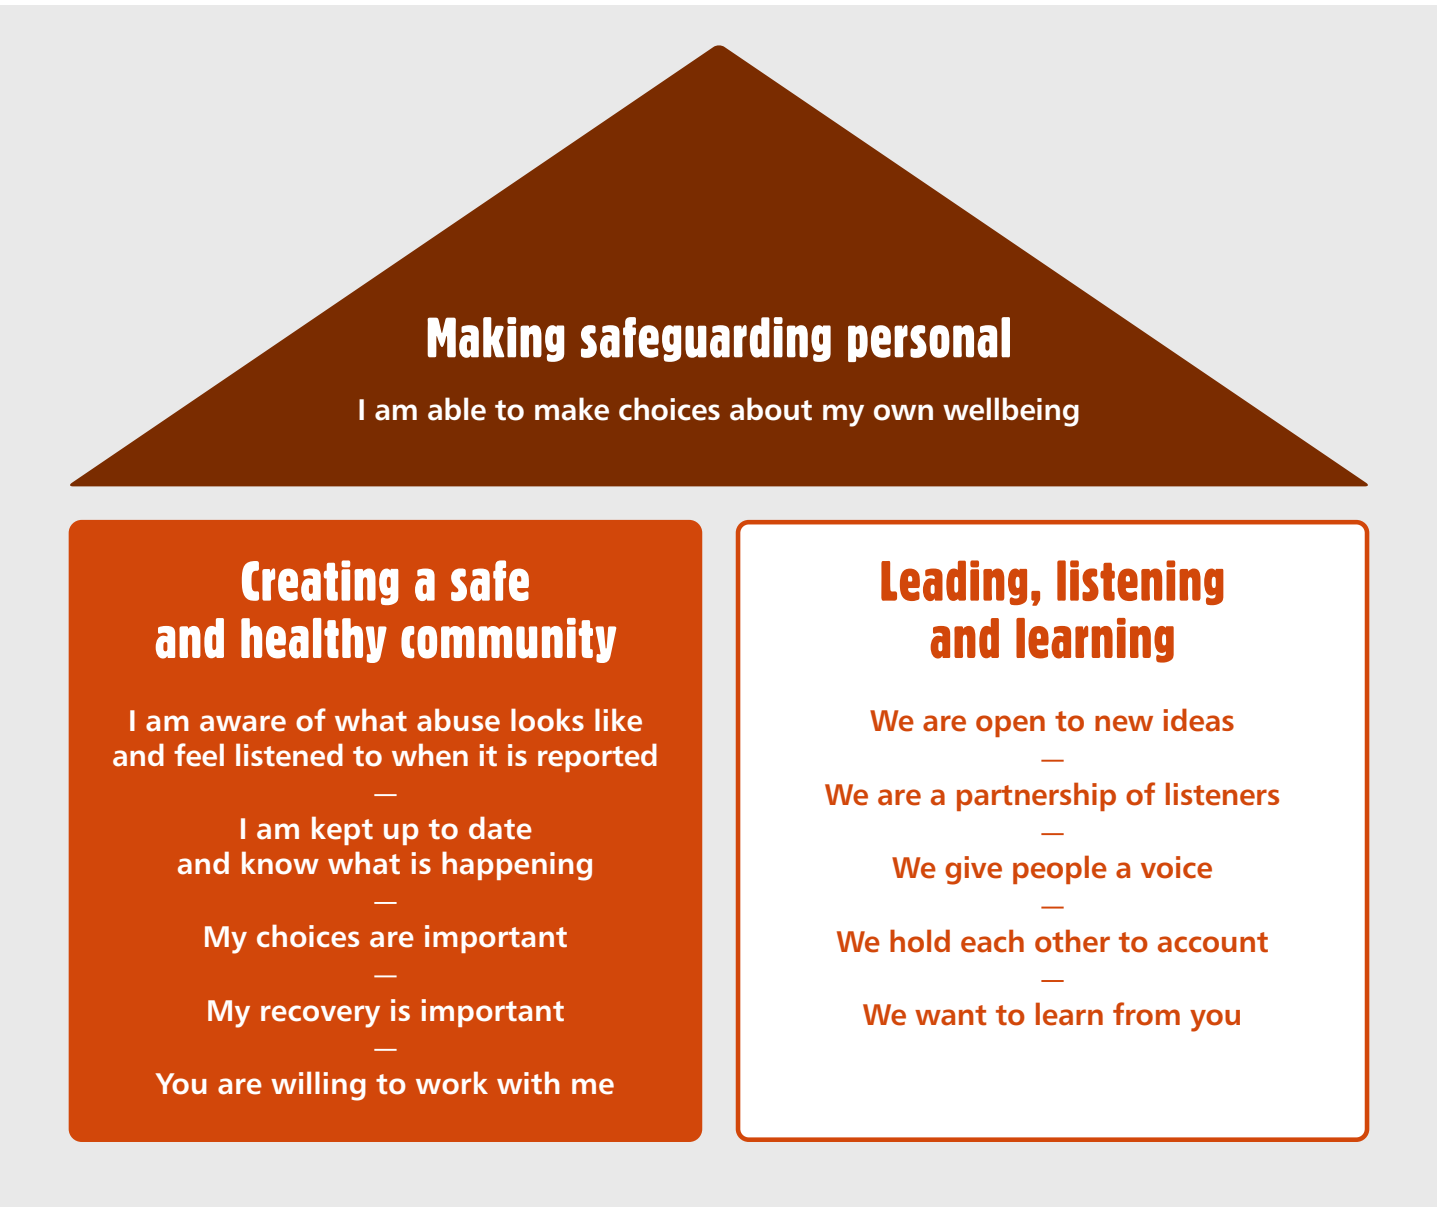 Making safeguarding personal
I am able to make choices about my own wellbeing
Creating a safe
and healthy community
I am aware of what abuse looks like
and feel listened to when it is reported
—
I am kept up to date
and know what is happening
—
My choices are important
—
My recovery is important
—
You are willing to work with me
Leading, listening
and learning
We are open to new ideas
—
We are a partnership of listeners
—
We give people a voice
—
We hold each other to account
—
We want to learn from you